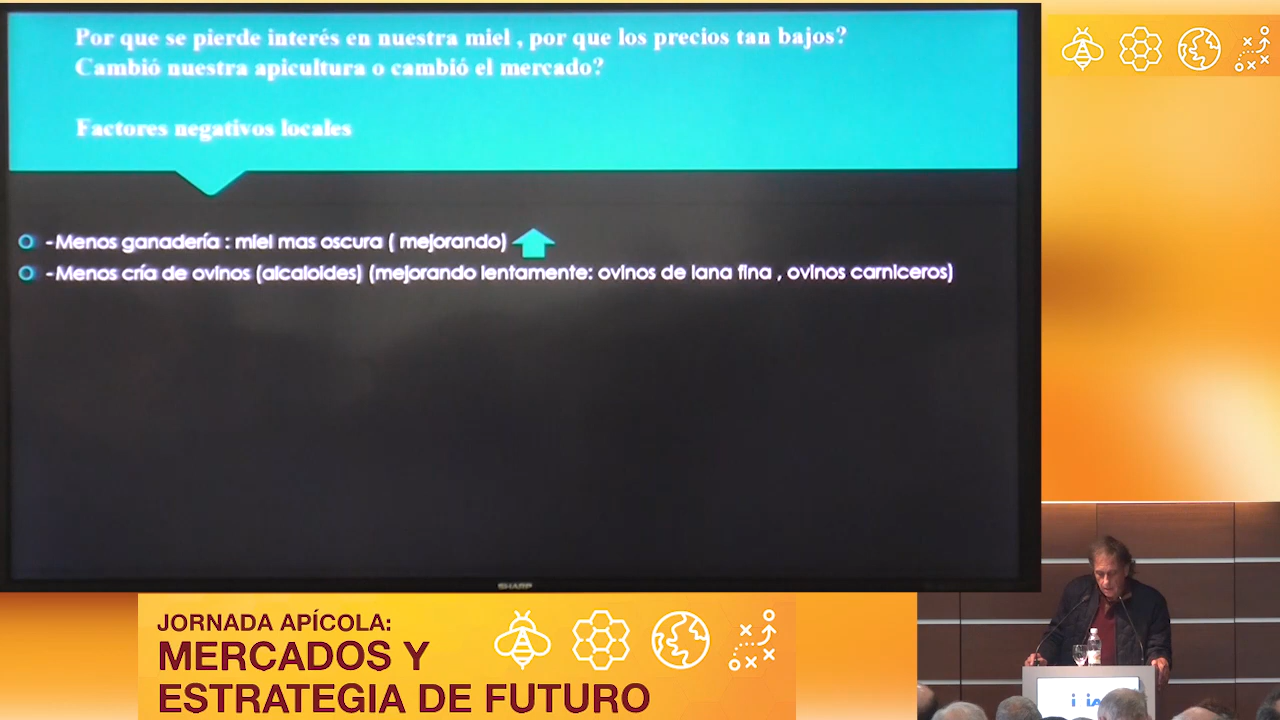 Por que se pierde interés en nuestra miel , por que los precios tan bajos?
Cambió nuestra apicultura o cambió el mercado?
Factores negativos locales
-Menos ganadería : miel mas oscura ( mejorando)
-Menos cría de ovinos (alcaloides) (mejorando lentamente: ovinos de lana fina , ovinos carniceros)
SHARP
JORNADA APÍCOLA:
MERCADOS Y
ESTRATEGIA DE FUTURO